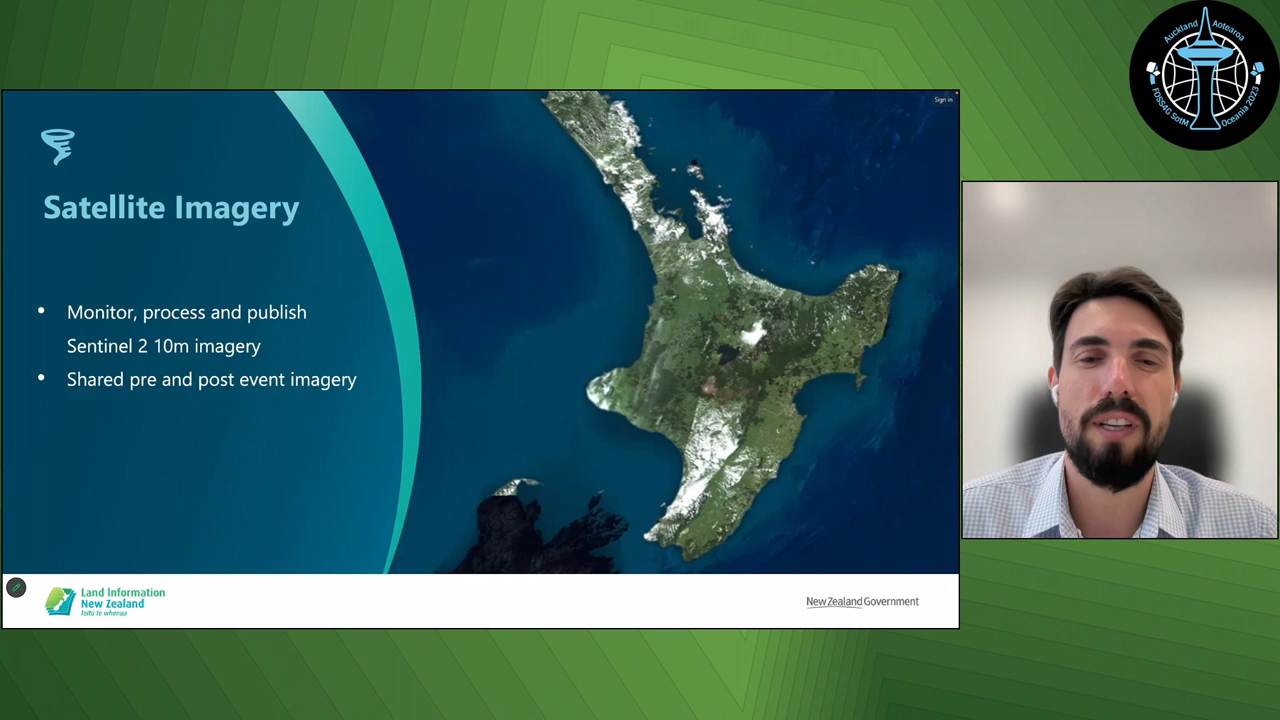 Auckland Aotearoa
FOSS4G SotM Oceania 2023
Sign in
Satellite Imagery
• Monitor, process and publish
Sentinel 2 10m imagery
• Shared pre and post event imagery
Land Information
New Zealand
Toitū te whenua
New Zealand Government